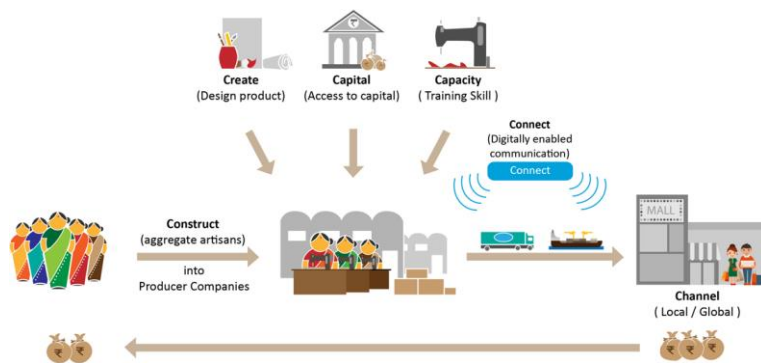 Create
(Design product)
Capital
(Access to capital)
Capacity
( Training Skill )
Connect
(Digitally enabled
communication)
Connect
Construct
(aggregate artisans)
into
Producer Companies
MALL
Channel
( Local / Global )
₹
₹ ₹
₹ ₹ ₹